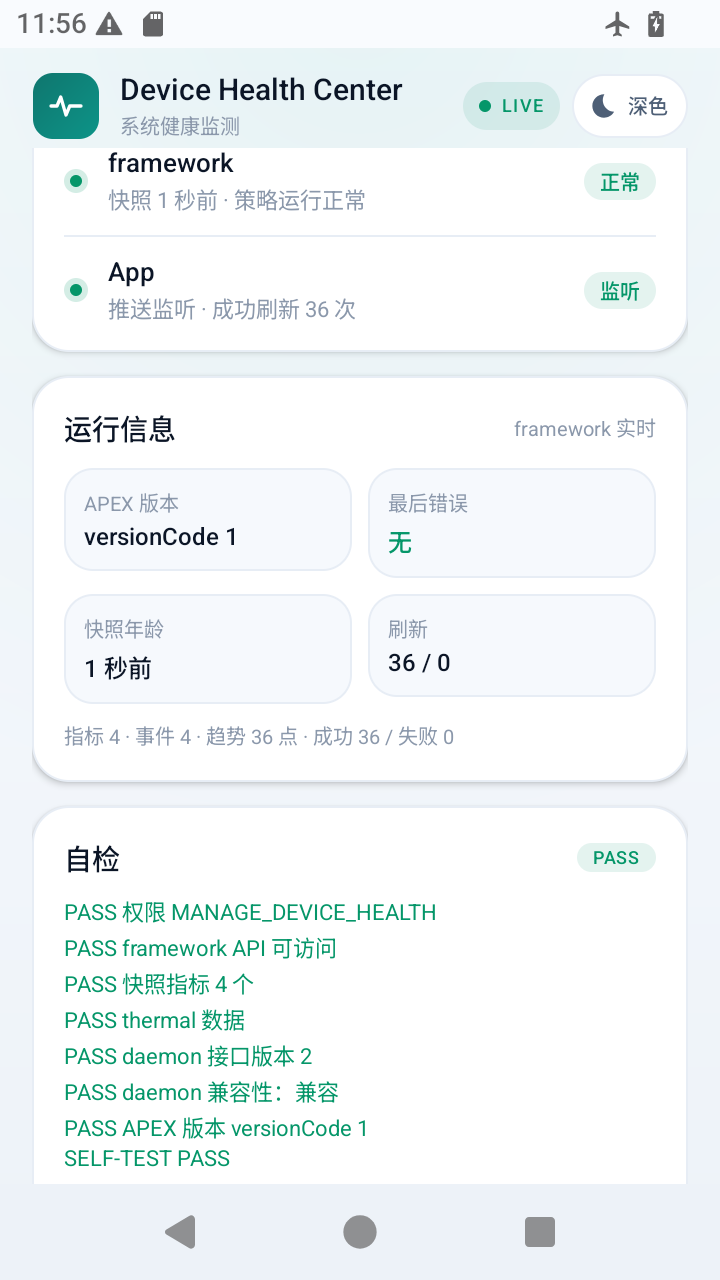 11:56
Device Health Center
系统健康监测
LIVE
深色
framework
快照 1 秒前 · 策略运行正常
正常
App
推送监听 · 成功刷新 36 次
监听
运行信息
framework 实时
APEX 版本
versionCode 1
最后错误
无
快照年龄
1 秒前
刷新
36 / 0
指标 4 · 事件 4 · 趋势 36 点 · 成功 36 / 失败 0
自检
PASS
PASS 权限 MANAGE_DEVICE_HEALTH
PASS framework API 可访问
PASS 快照指标 4 个
PASS thermal 数据
PASS daemon 接口版本 2
PASS daemon 兼容性：兼容
PASS APEX 版本 versionCode 1
SELF-TEST PASS